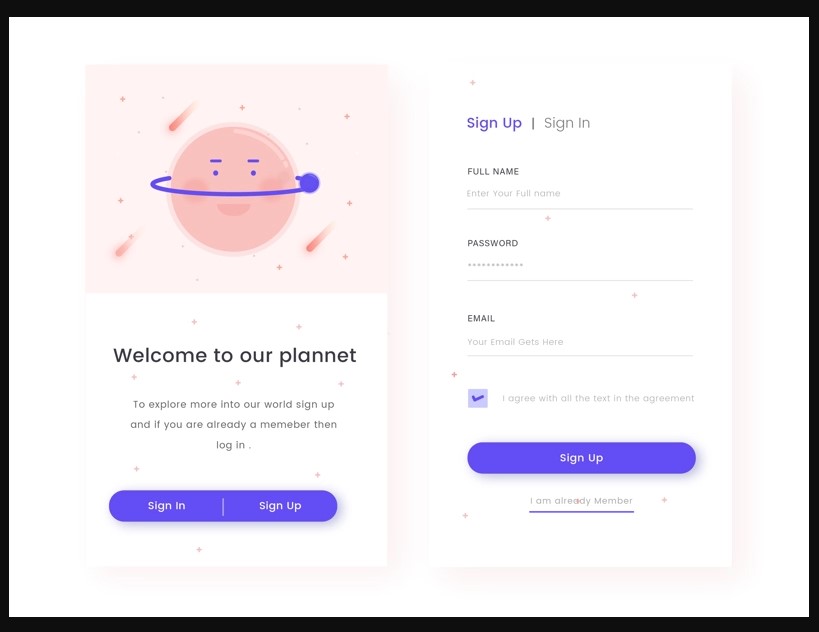 Welcome to our plannet
To explore more into our world sign up
and if you are already a memeber then
log in .
Sign In | Sign Up
Sign Up | Sign In
FULL NAME
Enter Your Full name
PASSWORD
************
EMAIL
Your Email Gets Here
I agree with all the text in the agreement
Sign Up
I am already Member